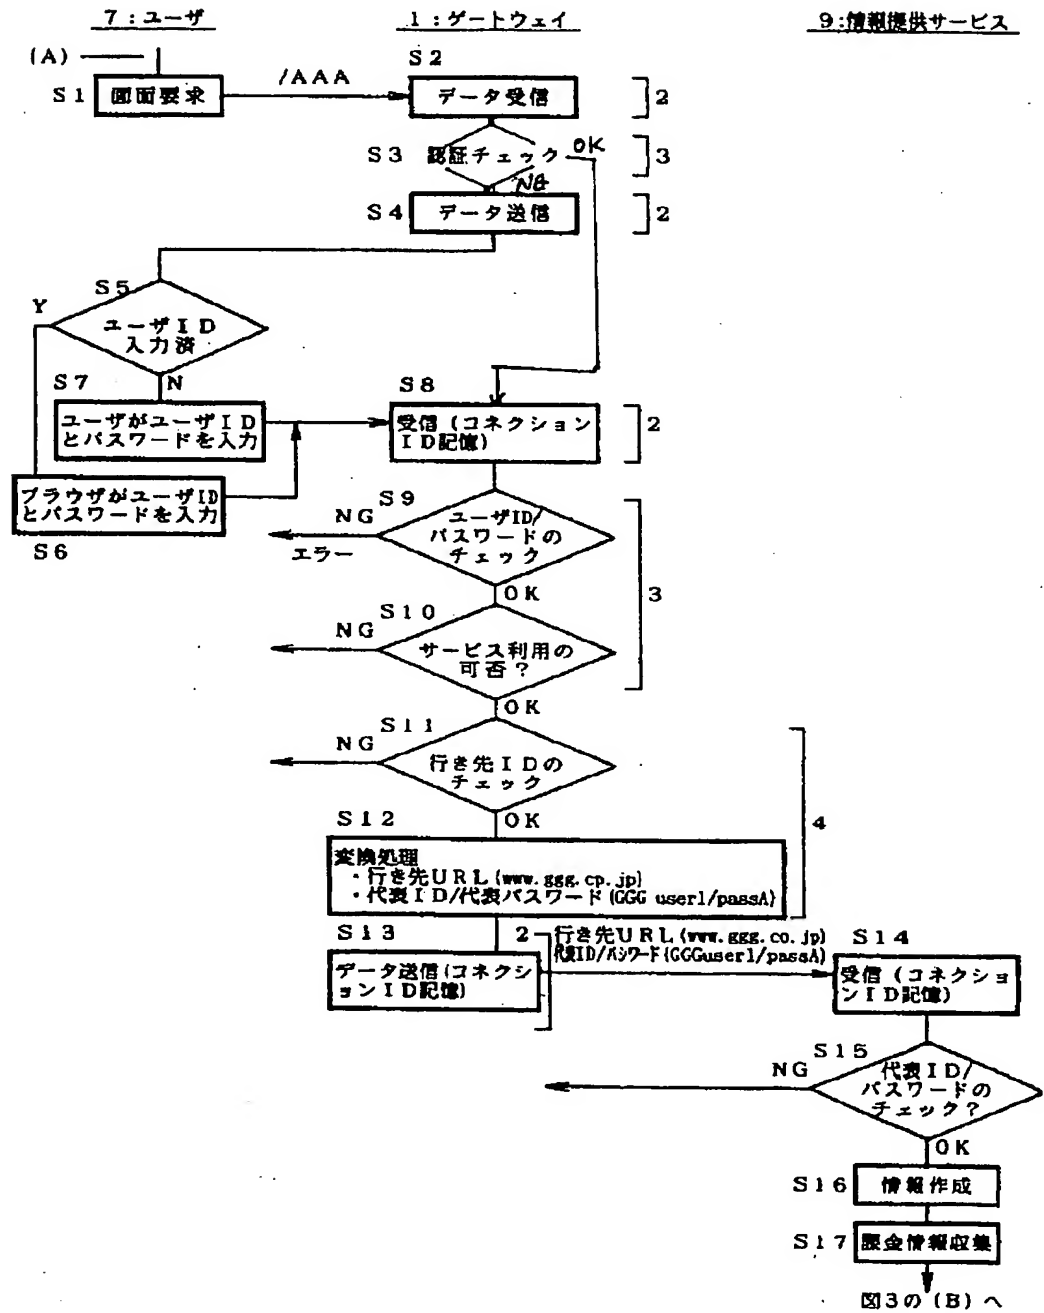 7：ユーザ
1：ゲートウェイ
9：情報提供サービス
(A)
S2
/AAA
S1
画面要求
データ受信
2
S3
認証チェック
OK
3
NG
S4
データ送信
2
S5
Y
ユーザID
入力済
S7
N
S8
ユーザがユーザID
とパスワードを入力
受信(コネクション
ID記憶)
2
ブラウザがユーザID
とパスワードを入力
S6
S9
NG
エラー
ユーザID/
パスワードの
チェック
OK
3
S10
NG
サービス利用の
可否？
OK
S11
NG
行き先IDの
チェック
OK
4
S12
変換処理
・行き先URL(www.ggg.cp.jp)
・代表ID/代表パスワード(GGG user1/passA)
S13
2
行き先URL(www.ggg.co.jp)
代表ID/パスワード(GGGuser1/passA)
S14
データ送信(コネクシ
ョンID記憶)
受信(コネクショ
ンID記憶)
S15
NG
代表ID/
パスワードの
チェック？
OK
S16
情報作成
S17
課金情報収集
図3の(B)へ